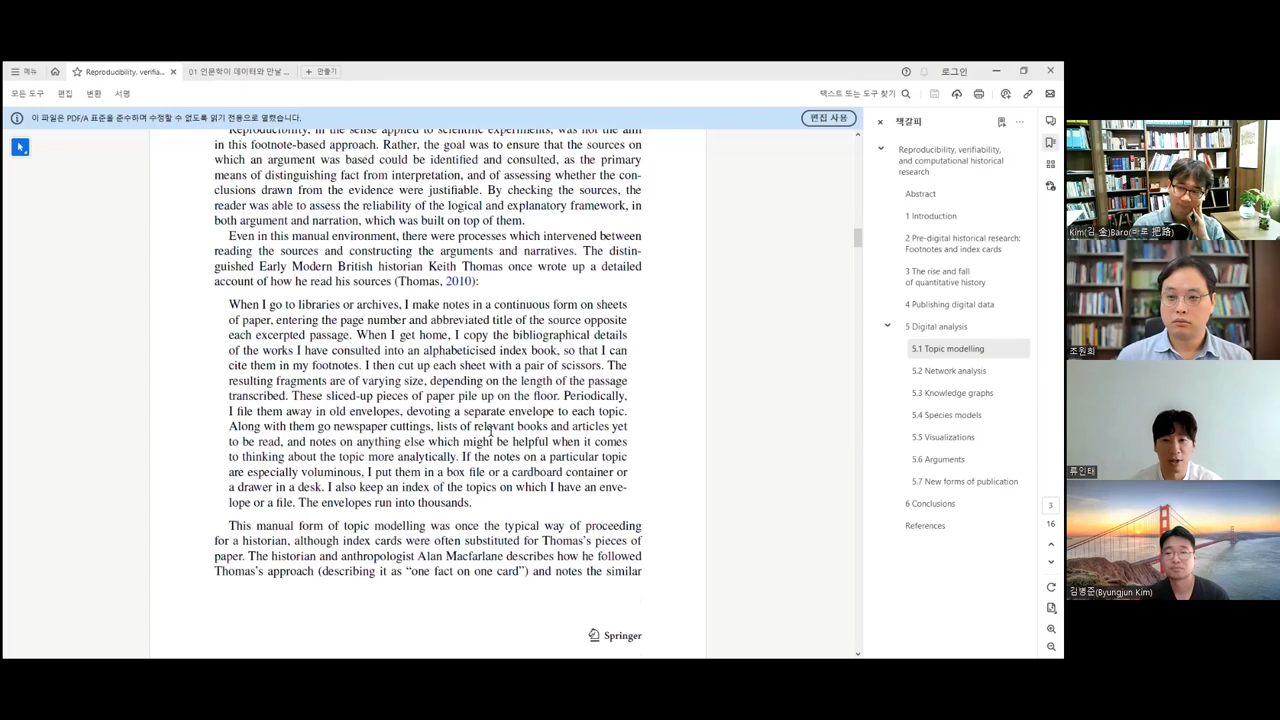 메뉴
Reproducibility, verifia...
01 인문학이 데이터와 만날 ...
만들기
로그인
모든 도구 편집 변환 서명
텍스트 또는 도구 찾기
이 파일은 PDF/A 표준을 준수하며 수정할 수 없도록 읽기 전용으로 열렸습니다.
편집 사용
Reproducibility, in the sense applied to scientific experiments, was not the aim
in this footnote-based approach. Rather, the goal was to ensure that the sources on
which an argument was based could be identified and consulted, as the primary
means of distinguishing fact from interpretation, and of assessing whether the con-
clusions drawn from the evidence were justifiable. By checking the sources, the
reader was able to assess the reliability of the logical and explanatory framework, in
both argument and narration, which was built on top of them.
Even in this manual environment, there were processes which intervened between
reading the sources and constructing the arguments and narratives. The distin-
guished Early Modern British historian Keith Thomas once wrote up a detailed
account of how he read his sources (Thomas, 2010):
When I go to libraries or archives, I make notes in a continuous form on sheets
of paper, entering the page number and abbreviated title of the source opposite
each excerpted passage. When I get home, I copy the bibliographical details
of the works I have consulted into an alphabeticised index book, so that I can
cite them in my footnotes. I then cut up each sheet with a pair of scissors. The
resulting fragments are of varying size, depending on the length of the passage
transcribed. These sliced-up pieces of paper pile up on the floor. Periodically,
I file them away in old envelopes, devoting a separate envelope to each topic.
Along with them go newspaper cuttings, lists of relevant books and articles yet
to be read, and notes on anything else which might be helpful when it comes
to thinking about the topic more analytically. If the notes on a particular topic
are especially voluminous, I put them in a box file or a cardboard container or
a drawer in a desk. I also keep an index of the topics on which I have an enve-
lope or a file. The envelopes run into thousands.
This manual form of topic modelling was once the typical way of proceeding
for a historian, although index cards were often substituted for Thomas's pieces of
paper. The historian and anthropologist Alan Macfarlane describes how he followed
Thomas's approach (describing it as “one fact on one card”) and notes the similar
Springer
책갈피
Reproducibility, verifiability,
and computational historical
research
Abstract
1 Introduction
2 Pre-digital historical research:
Footnotes and index cards
3 The rise and fall
of quantitative history
4 Publishing digital data
5 Digital analysis
5.1 Topic modelling
5.2 Network analysis
5.3 Knowledge graphs
5.4 Species models
5.5 Visualizations
5.6 Arguments
5.7 New forms of publication
6 Conclusions
References
3
16
Kim(김 金)Baro(바로 把路)
조원희
류인태
김병준(Byungjun Kim)